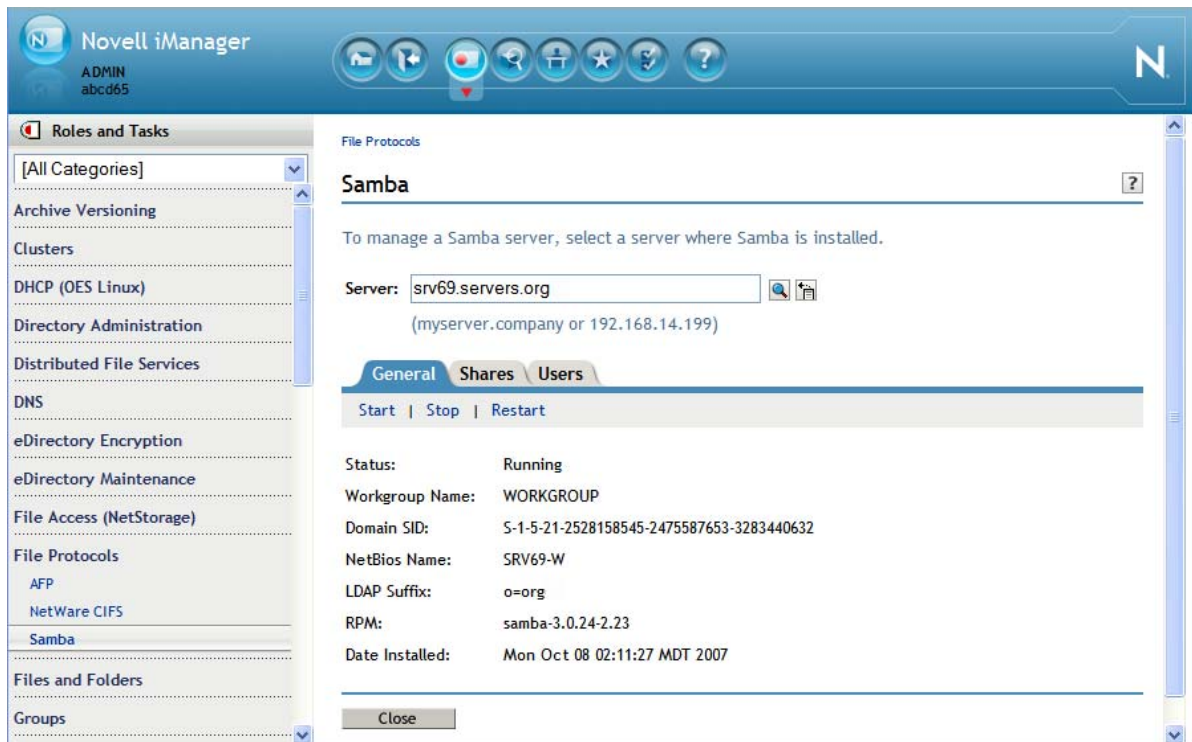 Novell iManager
ADMIN
abcd65
N
N
?
Roles and Tasks
[All Categories]
Archive Versioning
Clusters
DHCP (OES Linux)
Directory Administration
Distributed File Services
DNS
eDirectory Encryption
eDirectory Maintenance
File Access (NetStorage)
File Protocols
AFP
NetWare CIFS
Samba
Files and Folders
Groups
File Protocols
Samba
?
To manage a Samba server, select a server where Samba is installed.
Server: srv69.servers.org
(myserver.company or 192.168.14.199)
General Shares Users
Start | Stop | Restart
Status: Running
Workgroup Name: WORKGROUP
Domain SID: S-1-5-21-2528158545-2475587653-3283440632
NetBios Name: SRV69-W
LDAP Suffix: o=org
RPM: samba-3.0.24-2.23
Date Installed: Mon Oct 08 02:11:27 MDT 2007
Close